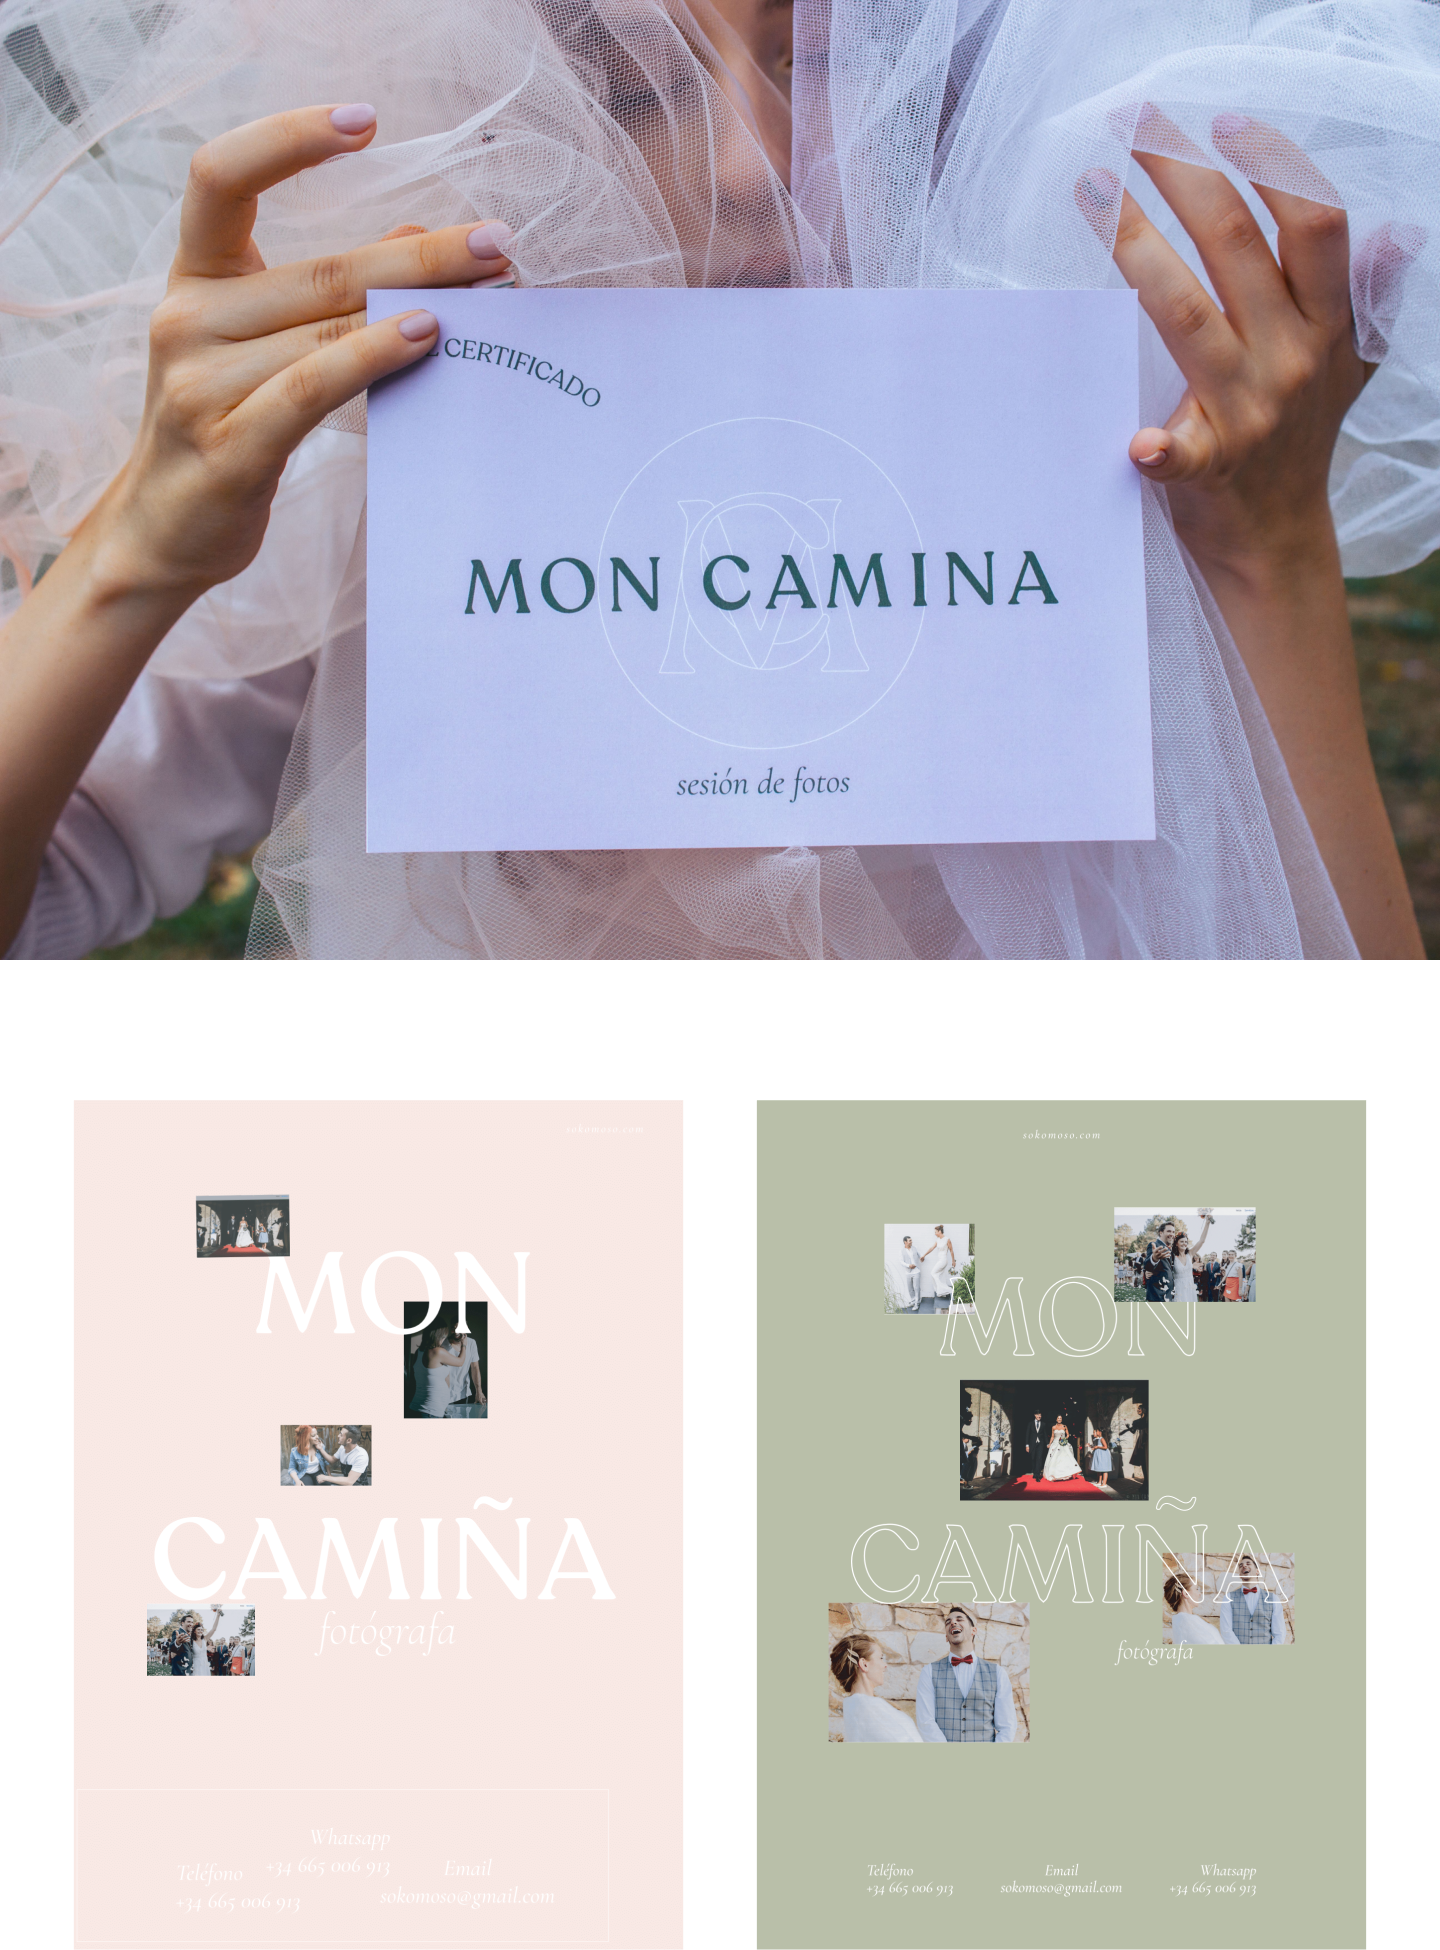 CERTIFICADO
MON CAMINA
sesión de fotos
sokomoso.com
MON
CAMIÑA
fotógrafa
Whatsapp
+34 665 006 913
Teléfono
+34 665 006 913
Email
sokomoso@gmail.com
sokomoso.com
MON
CAMIÑA
fotógrafa
Teléfono
+34 665 006 913
Email
sokomoso@gmail.com
Whatsapp
+34 665 006 913